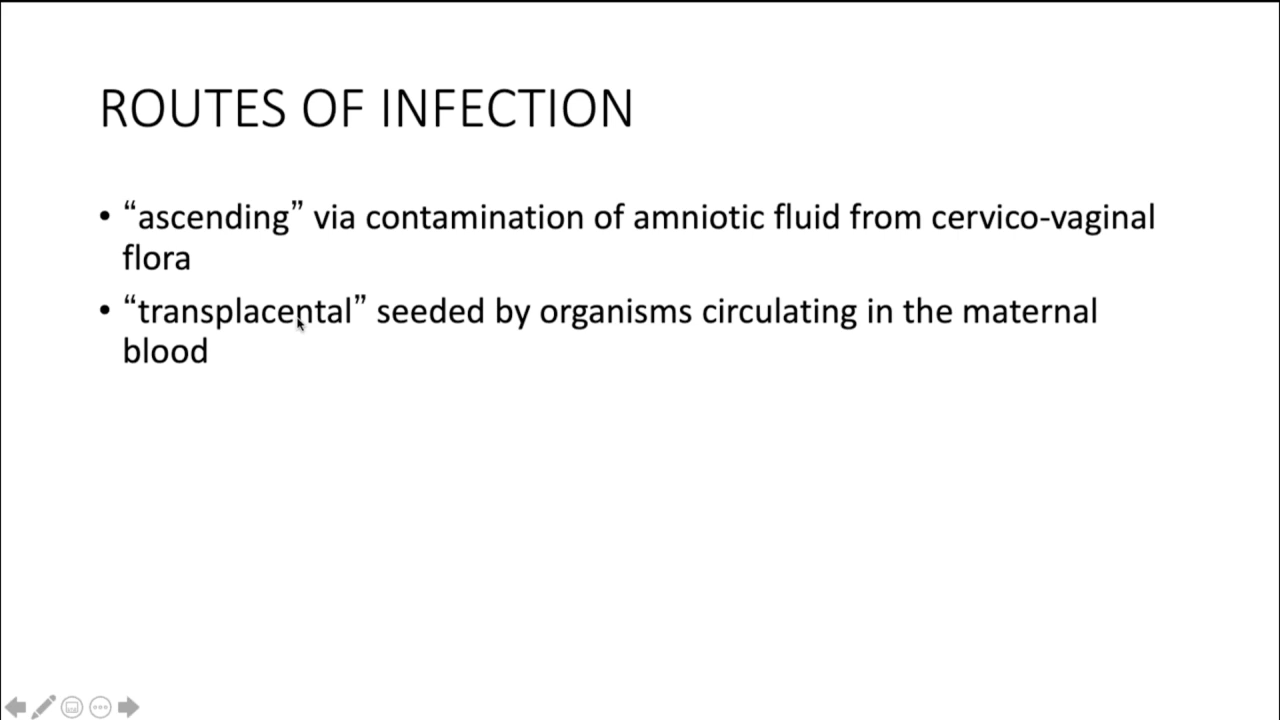 ROUTES OF INFECTION
• “ascending” via contamination of amniotic fluid from cervico-vaginal
flora
• “transplacental” seeded by organisms circulating in the maternal
blood